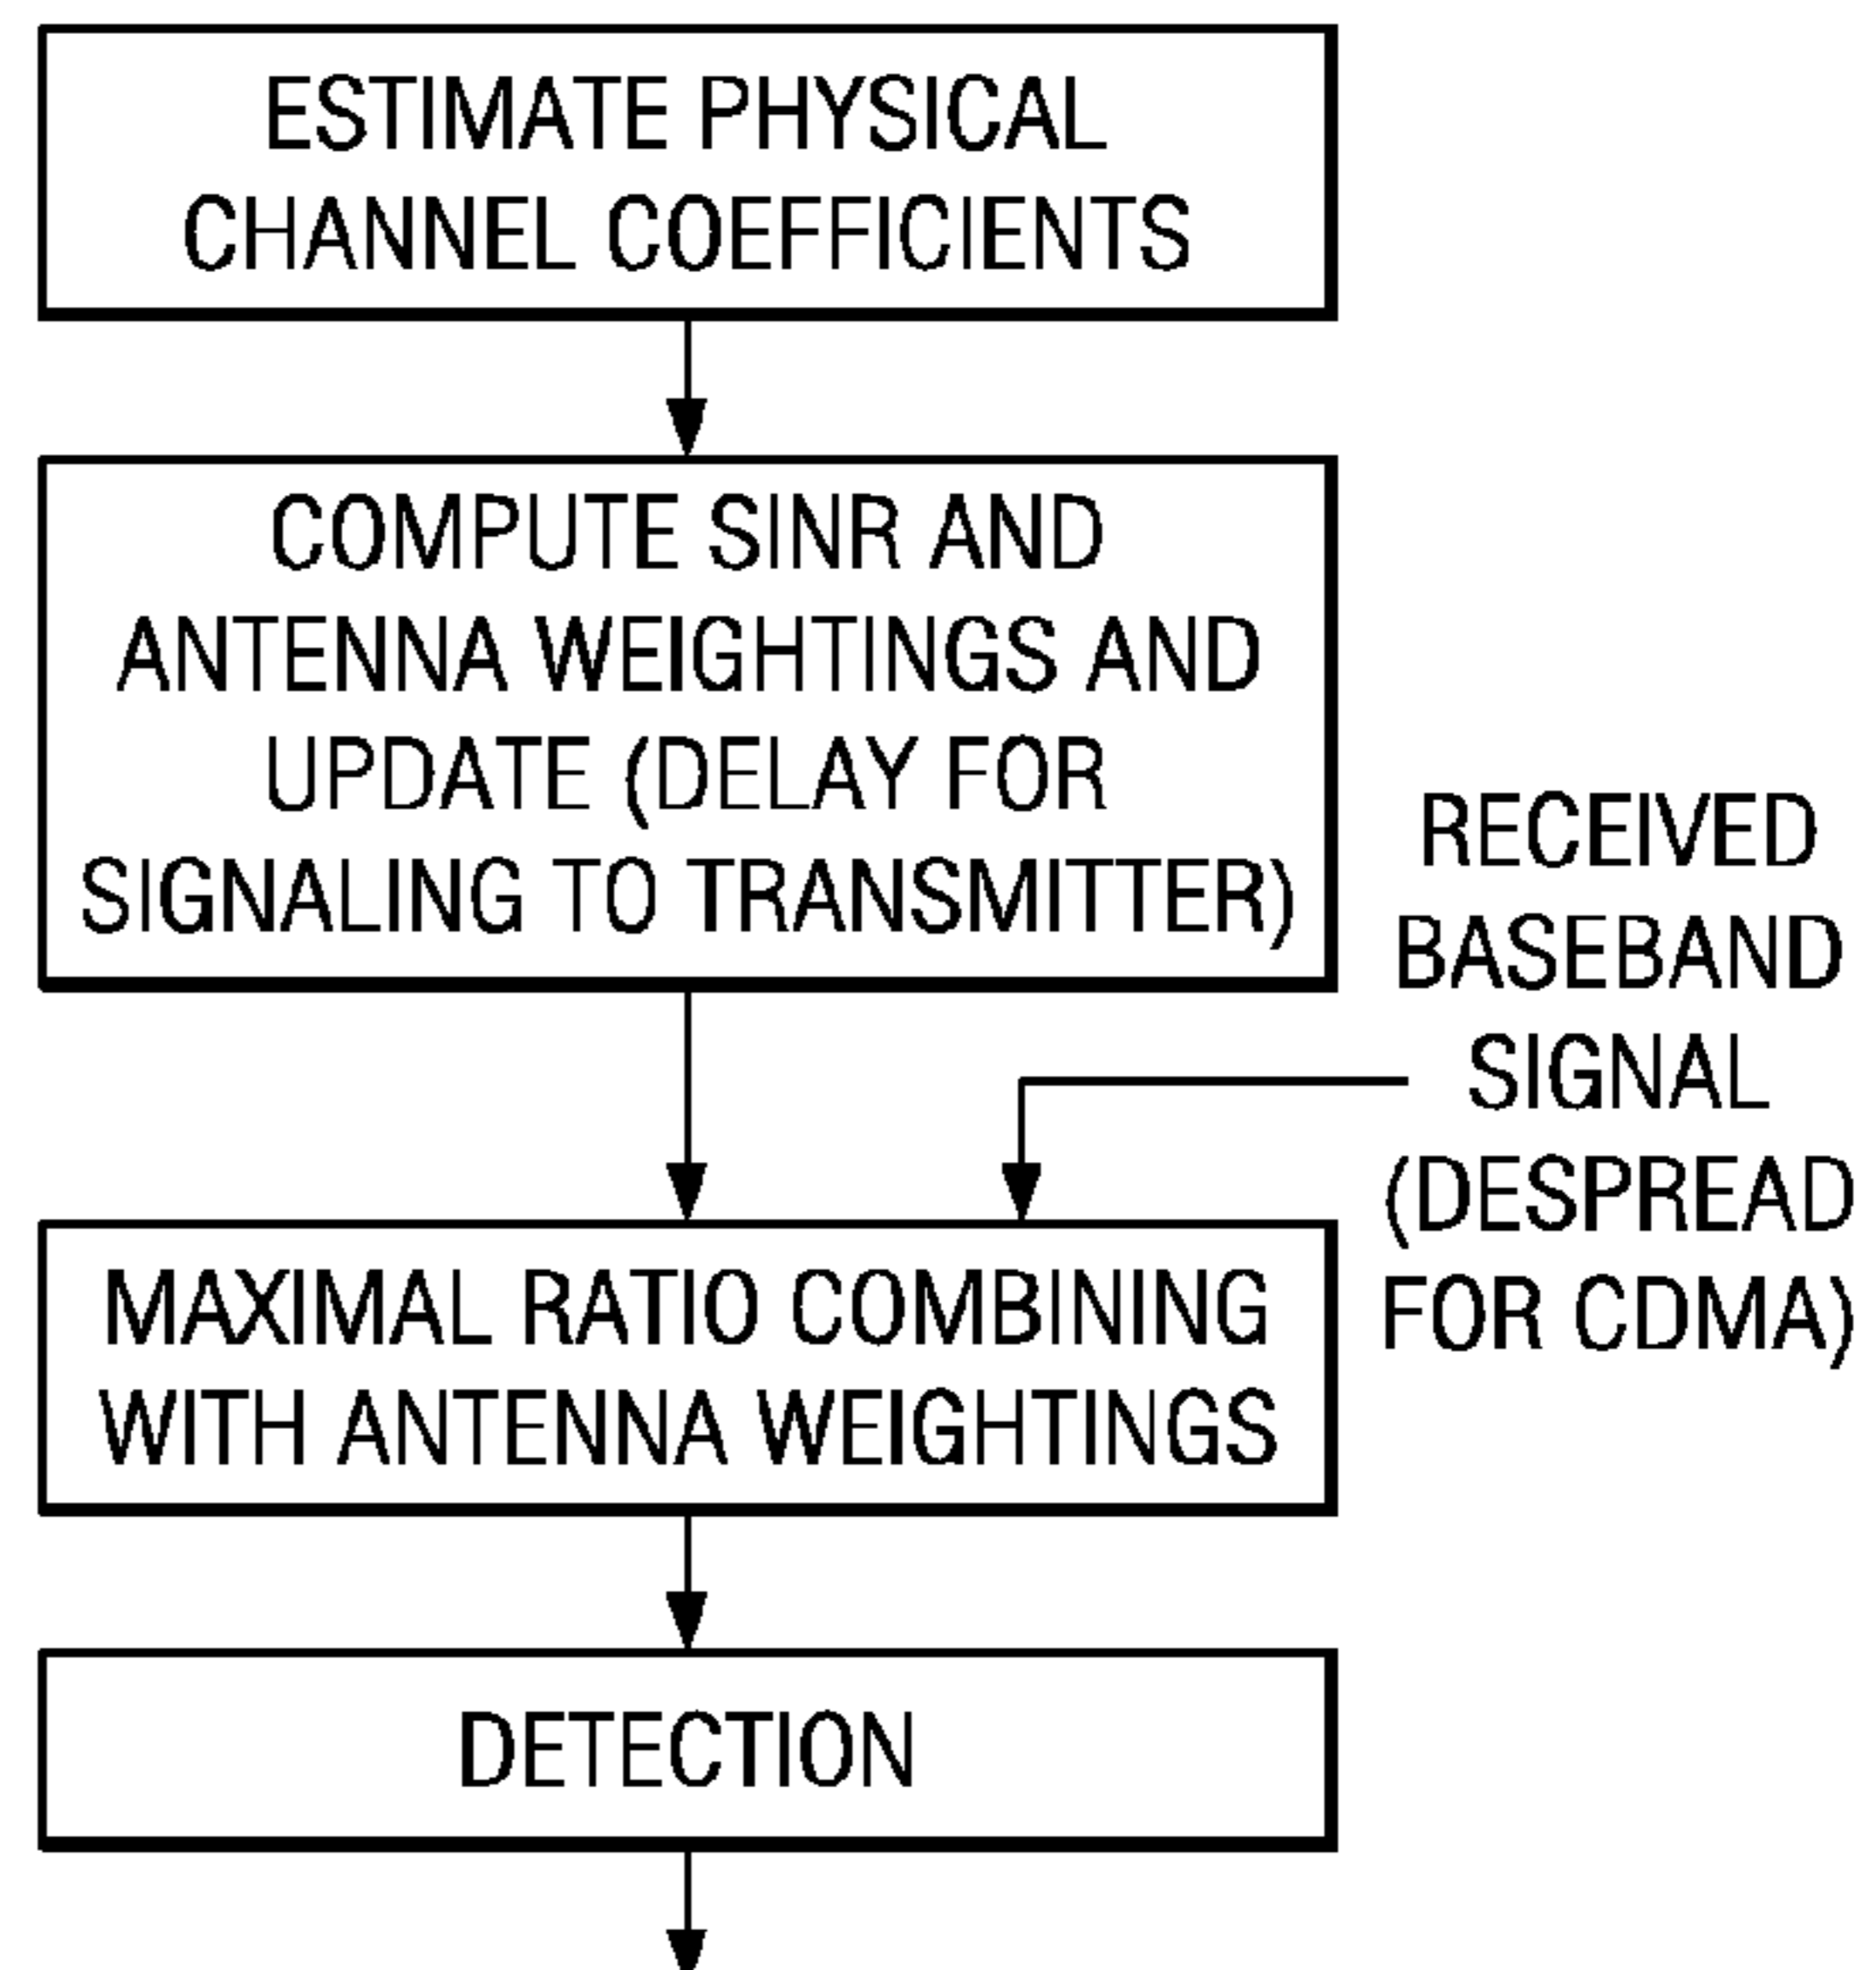 ESTIMATE PHYSICAL
CHANNEL COEFFICIENTS
COMPUTE SINR AND
ANTENNA WEIGHTINGS AND
UPDATE (DELAY FOR
SIGNALING TO TRANSMITTER)
RECEIVED
BASEBAND
SIGNAL
(DESPREAD
FOR CDMA)
MAXIMAL RATIO COMBINING
WITH ANTENNA WEIGHTINGS
DETECTION